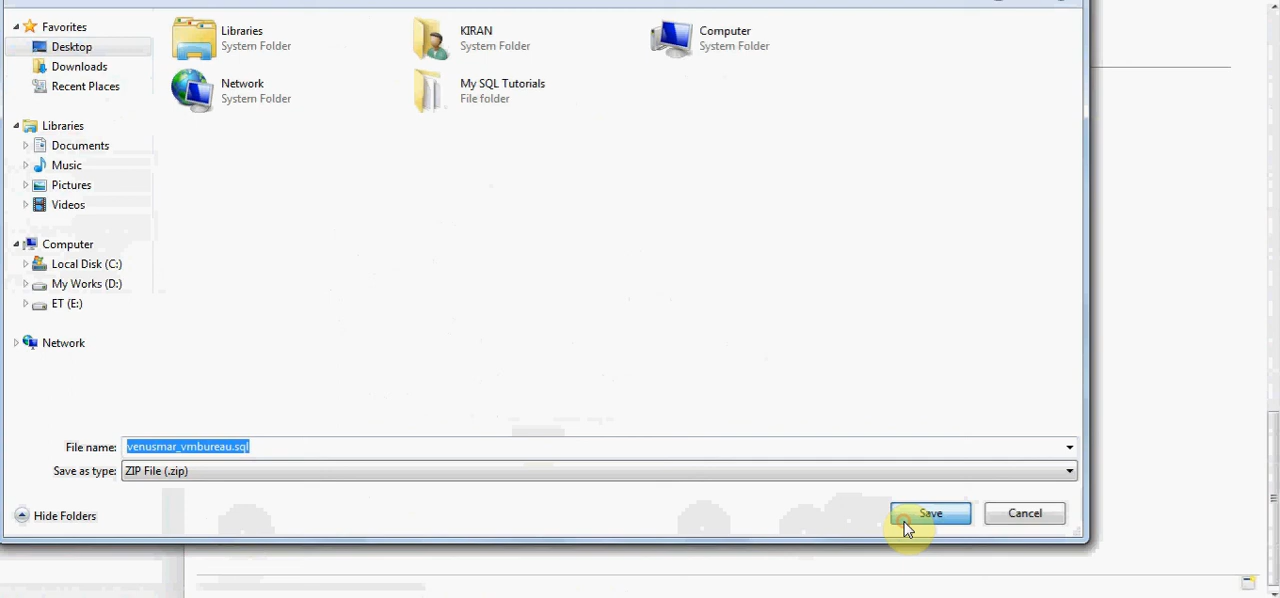 Favorites
Desktop
Downloads
Recent Places
Libraries
Documents
Music
Pictures
Videos
Computer
Local Disk (C:)
My Works (D:)
ET (E:)
Network
Libraries
System Folder
KIRAN
System Folder
Computer
System Folder
Network
System Folder
My SQL Tutorials
File folder
File name: venusmar_vmbureau.sql
Save as type: ZIP File (.zip)
Hide Folders
Save
Cancel